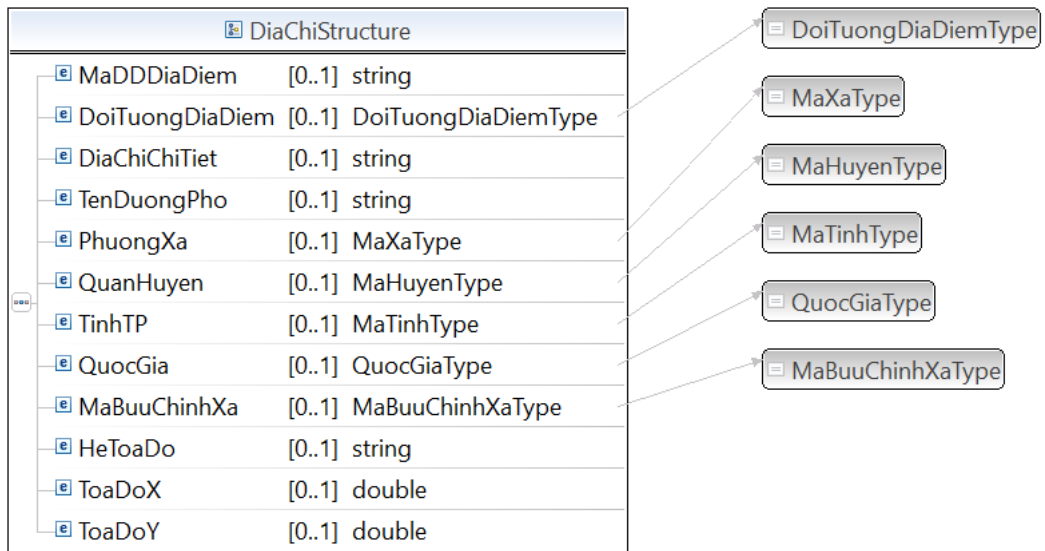 DiaChiStructure
MaDDDiaDiem [0..1] string
DoiTuongDiaDiem [0..1] DoiTuongDiaDiemType
DiaChiChiTiet [0..1] string
TenDuongPho [0..1] string
PhuongXa [0..1] MaXaType
QuanHuyen [0..1] MaHuyenType
TinhTP [0..1] MaTinhType
QuocGia [0..1] QuocGiaType
MaBuuChinhXa [0..1] MaBuuChinhXaType
HeToaDo [0..1] string
ToaDoX [0..1] double
ToaDoY [0..1] double
DoiTuongDiaDiemType
MaXaType
MaHuyenType
MaTinhType
QuocGiaType
MaBuuChinhXaType